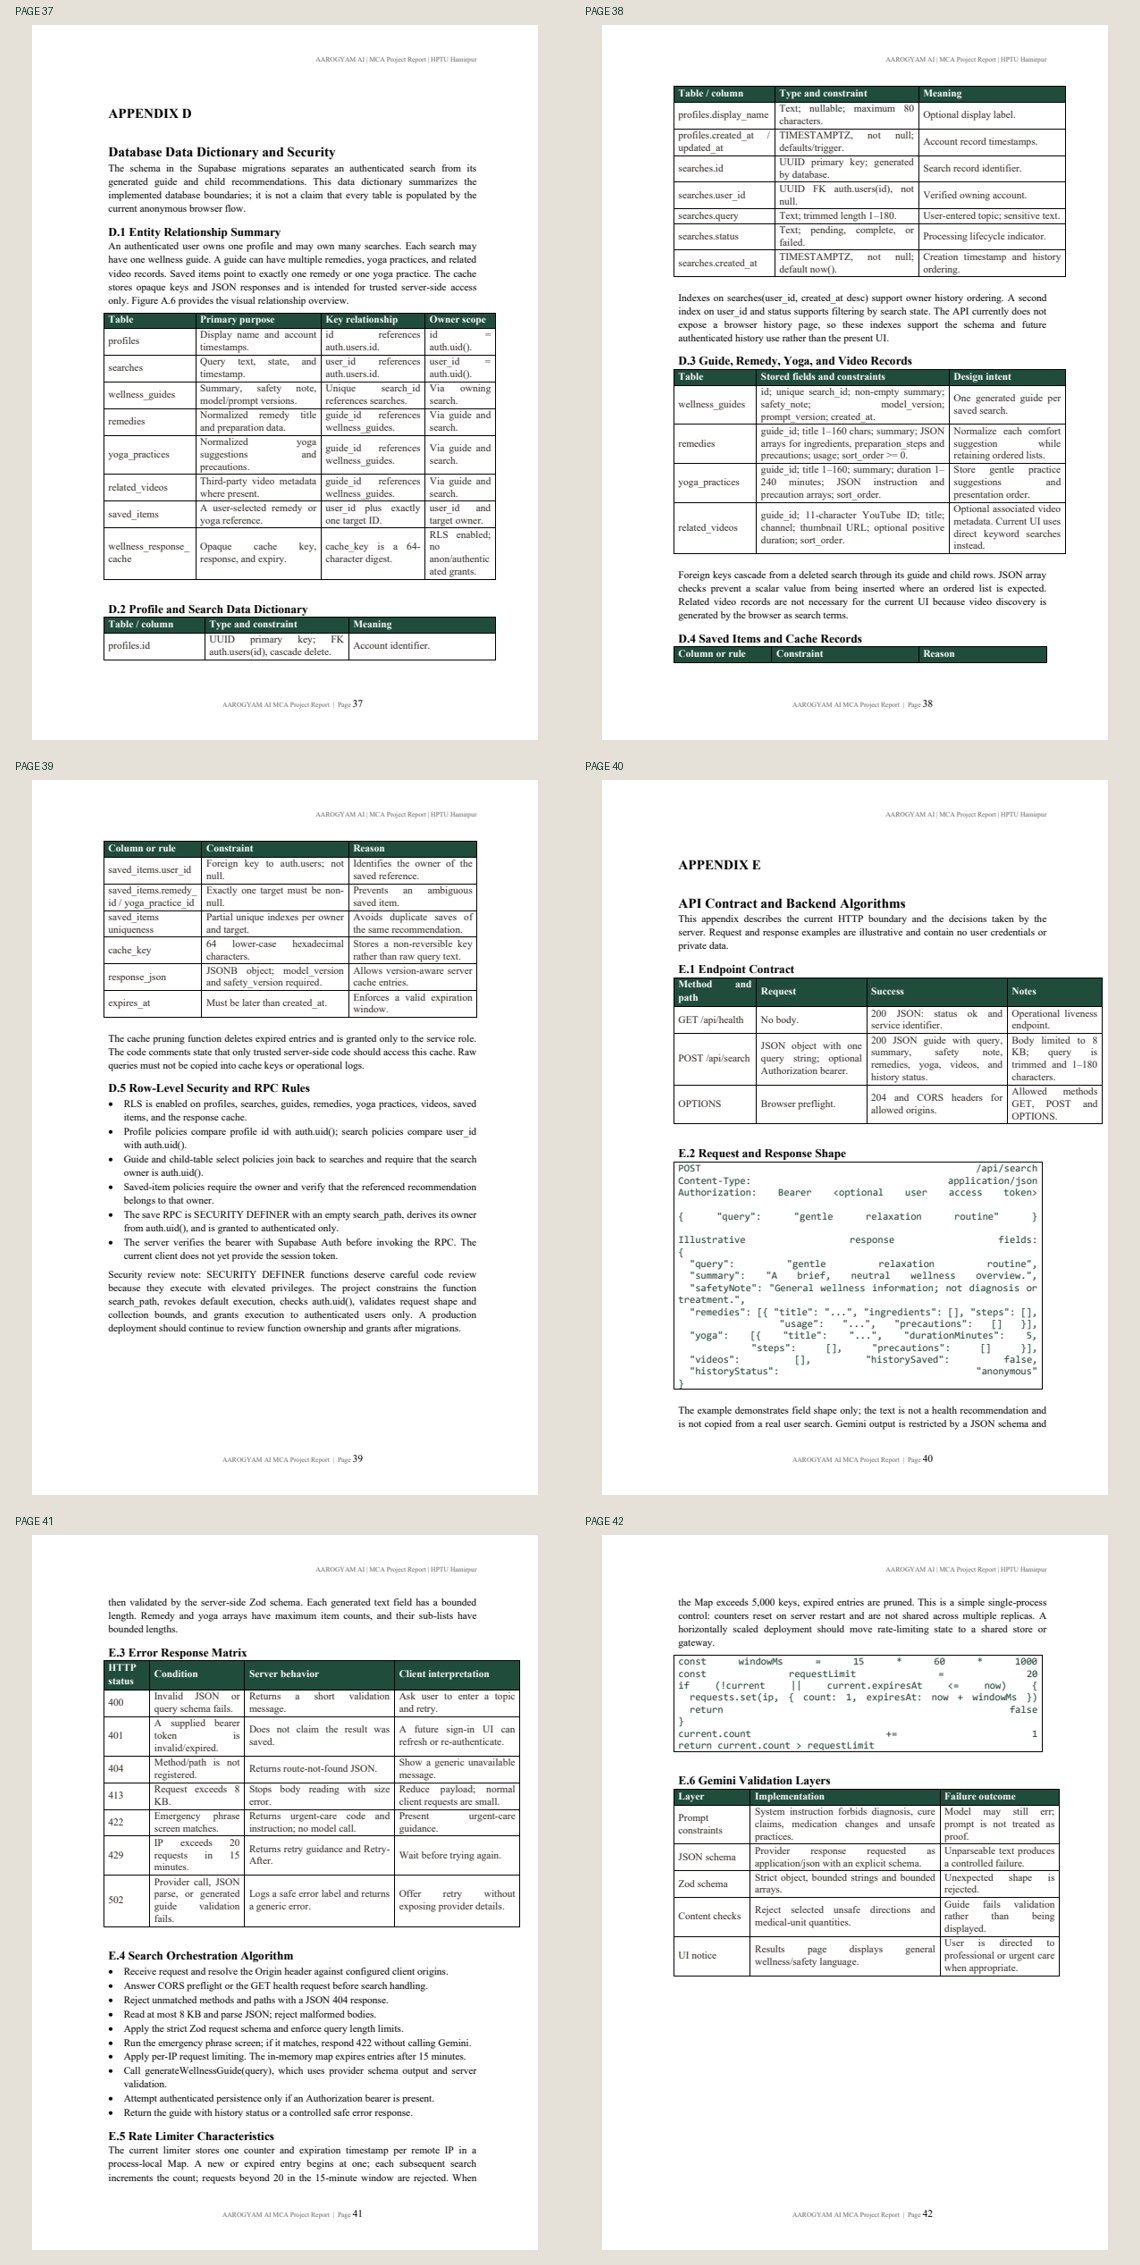 PAGE 37
AAROGYAM AI | MCA Project Report | HPTU Hamirpur
APPENDIX D
Database Data Dictionary and Security
The schema in the Supabase migrations separates an authenticated search from its
generated guide and child recommendations. This data dictionary summarizes the
implemented database boundaries; it is not a claim that every table is populated by the
current anonymous browser flow.
D.1 Entity Relationship Summary
An authenticated user owns one profile and may own many searches. Each search may
have one wellness guide. A guide can have multiple remedies, yoga practices, and related
video records. Saved items point to exactly one remedy or one yoga practice. The cache
stores opaque keys and JSON responses and is intended for trusted server-side access
only. Figure A.6 provides the visual relationship overview.
Table Primary purpose Key relationship Owner scope
profiles Display name and account timestamps. id references auth.users.id. id = auth.uid().
searches Query text, state, and timestamp. user_id references auth.users.id. user_id = auth.uid().
wellness_guides Summary, safety note, model/prompt versions. Unique search_id references searches. Via owning search.
remedies Normalized remedy title and preparation data. guide_id references wellness_guides. Via guide and search.
yoga_practices Normalized yoga suggestions and precautions. guide_id references wellness_guides. Via guide and search.
related_videos Third-party video metadata where present. guide_id references wellness_guides. Via guide and search.
saved_items A user-selected remedy or yoga reference. user_id plus exactly one target ID. user_id and target owner.
wellness_response_cache Opaque cache key, response, and expiry. cache_key is a 64-character digest. RLS enabled; no anon/authenticated grants.
D.2 Profile and Search Data Dictionary
Table / column Type and constraint Meaning
profiles.id UUID primary key; FK auth.users(id), cascade delete. Account identifier.
AAROGYAM AI MCA Project Report | Page 37
PAGE 38
AAROGYAM AI | MCA Project Report | HPTU Hamirpur
Table / column Type and constraint Meaning
profiles.display_name Text; nullable; maximum 80 characters. Optional display label.
profiles.created_at / updated_at TIMESTAMPTZ, not null; defaults/trigger. Account record timestamps.
searches.id UUID primary key; generated by database. Search record identifier.
searches.user_id UUID FK auth.users(id), not null. Verified owning account.
searches.query Text; trimmed length 1–180. User-entered topic; sensitive text.
searches.status Text; pending, complete, or failed. Processing lifecycle indicator.
searches.created_at TIMESTAMPTZ, not null; default now(). Creation timestamp and history ordering.
Indexes on searches(user_id, created_at desc) support owner history ordering. A second
index on user_id and status supports filtering by search state. The API currently does not
expose a browser history page, so these indexes support the schema and future
authenticated history use rather than the present UI.
D.3 Guide, Remedy, Yoga, and Video Records
Table Stored fields and constraints Design intent
wellness_guides id; unique search_id; non-empty summary; safety_note; model_version; prompt_version; created_at. One generated guide per saved search.
remedies guide_id; title 1–160 chars; summary; JSON arrays for ingredients, preparation_steps and precautions; usage; sort_order >= 0. Normalize each comfort suggestion while retaining ordered lists.
yoga_practices guide_id; title 1–160; summary; duration 1–240 minutes; JSON instruction and precaution arrays; sort_order. Store gentle practice suggestions and presentation order.
related_videos guide_id; 11-character YouTube ID; title; channel; thumbnail URL; optional positive duration; sort_order. Optional associated video metadata. Current UI uses direct keyword searches instead.
Foreign keys cascade from a deleted search through its guide and child rows. JSON array
checks prevent a scalar value from being inserted where an ordered list is expected.
Related video records are not necessary for the current UI because video discovery is
generated by the browser as search terms.
D.4 Saved Items and Cache Records
Column or rule Constraint Reason
AAROGYAM AI MCA Project Report | Page 38
PAGE 39
AAROGYAM AI | MCA Project Report | HPTU Hamirpur
Column or rule Constraint Reason
saved_items.user_id Foreign key to auth.users; not null. Identifies the owner of the saved reference.
saved_items.remedy_id / yoga_practice_id Exactly one target must be non-null. Prevents an ambiguous saved item.
saved_items uniqueness Partial unique indexes per owner and target. Avoids duplicate saves of the same recommendation.
cache_key 64 lower-case hexadecimal characters. Stores a non-reversible key rather than raw query text.
response_json JSONB object; model_version and safety_version required. Allows version-aware server cache entries.
expires_at Must be later than created_at. Enforces a valid expiration window.
The cache pruning function deletes expired entries and is granted only to the service role.
The code comments state that only trusted server-side code should access this cache. Raw
queries must not be copied into cache keys or operational logs.
D.5 Row-Level Security and RPC Rules
• RLS is enabled on profiles, searches, guides, remedies, yoga practices, videos, saved
items, and the response cache.
• Profile policies compare profile id with auth.uid(); search policies compare user_id
with auth.uid().
• Guide and child-table select policies join back to searches and require that the search
owner is auth.uid().
• Saved-item policies require the owner and verify that the referenced recommendation
belongs to that owner.
• The save RPC is SECURITY DEFINER with an empty search_path, derives its owner
from auth.uid(), and is granted to authenticated only.
• The server verifies the bearer with Supabase Auth before invoking the RPC. The
current client does not yet provide the session token.
Security review note: SECURITY DEFINER functions deserve careful code review
because they execute with elevated privileges. The project constrains the function
search_path, revokes default execution, checks auth.uid(), validates request shape and
collection bounds, and grants execution to authenticated users only. A production
deployment should continue to review function ownership and grants after migrations.
AAROGYAM AI MCA Project Report | Page 39
PAGE 40
AAROGYAM AI | MCA Project Report | HPTU Hamirpur
APPENDIX E
API Contract and Backend Algorithms
This appendix describes the current HTTP boundary and the decisions taken by the
server. Request and response examples are illustrative and contain no user credentials or
private data.
E.1 Endpoint Contract
Method and path Request Success Notes
GET /api/health No body. 200 JSON: status ok and service identifier. Operational liveness endpoint.
POST /api/search JSON object with one query string; optional Authorization bearer. 200 JSON guide with query, summary, safety note, remedies, yoga, videos, and history status. Body limited to 8 KB; query is trimmed and 1–180 characters.
OPTIONS Browser preflight. 204 and CORS headers for allowed origins. Allowed methods GET, POST and OPTIONS.
E.2 Request and Response Shape
POST /api/search
Content-Type: application/json
Authorization: Bearer <optional user access token>
{ "query": "gentle relaxation routine" }
Illustrative response fields:
{
"query": "gentle relaxation routine",
"summary": "A brief, neutral wellness overview.",
"safetyNote": "General wellness information; not diagnosis or
treatment.",
"remedies": [{ "title": "...", "ingredients": [], "steps": [],
"usage": "...", "precautions": [] }],
"yoga": [{ "title": "...", "durationMinutes": 5,
"steps": [], "precautions": [] }],
"videos": [], "historySaved": false,
"historyStatus": "anonymous"
}
The example demonstrates field shape only; the text is not a health recommendation and
is not copied from a real user search. Gemini output is restricted by a JSON schema and
AAROGYAM AI MCA Project Report | Page 40
PAGE 41
AAROGYAM AI | MCA Project Report | HPTU Hamirpur
then validated by the server-side Zod schema. Each generated text field has a bounded
length. Remedy and yoga arrays have maximum item counts, and their sub-lists have
bounded lengths.
E.3 Error Response Matrix
HTTP status Condition Server behavior Client interpretation
400 Invalid JSON or query schema fails. Returns a short validation message. Ask user to enter a topic and retry.
401 A supplied bearer token is invalid/expired. Does not claim the result was saved. A future sign-in UI can refresh or re-authenticate.
404 Method/path is not registered. Returns route-not-found JSON. Show a generic unavailable message.
413 Request exceeds 8 KB. Stops body reading with size error. Reduce payload; normal client requests are small.
422 Emergency phrase screen matches. Returns urgent-care code and instruction; no model call. Present urgent-care guidance.
429 IP exceeds 20 requests in 15 minutes. Returns retry guidance and Retry-After. Wait before trying again.
502 Provider call, JSON parse, or generated guide validation fails. Logs a safe error label and returns a generic error. Offer retry without exposing provider details.
E.4 Search Orchestration Algorithm
• Receive request and resolve the Origin header against configured client origins.
• Answer CORS preflight or the GET health request before search handling.
• Reject unmatched methods and paths with a JSON 404 response.
• Read at most 8 KB and parse JSON; reject malformed bodies.
• Apply the strict Zod request schema and enforce query length limits.
• Run the emergency phrase screen; if it matches, respond 422 without calling Gemini.
• Apply per-IP request limiting. The in-memory map expires entries after 15 minutes.
• Call generateWellnessGuide(query), which uses provider schema output and server
validation.
• Attempt authenticated persistence only if an Authorization bearer is present.
• Return the guide with history status or a controlled safe error response.
E.5 Rate Limiter Characteristics
The current limiter stores one counter and expiration timestamp per remote IP in a
process-local Map. A new or expired entry begins at one; each subsequent search
increments the count; requests beyond 20 in the 15-minute window are rejected. When
AAROGYAM AI MCA Project Report | Page 41
PAGE 42
AAROGYAM AI | MCA Project Report | HPTU Hamirpur
the Map exceeds 5,000 keys, expired entries are pruned. This is a simple single-process
control: counters reset on server restart and are not shared across multiple replicas. A
horizontally scaled deployment should move rate-limiting state to a shared store or
gateway.
const windowMs = 15 * 60 * 1000
const requestLimit = 20
if (!current || current.expiresAt <= now) {
requests.set(ip, { count: 1, expiresAt: now + windowMs })
return false
}
current.count += 1
return current.count > requestLimit
E.6 Gemini Validation Layers
Layer Implementation Failure outcome
Prompt constraints System instruction forbids diagnosis, cure claims, medication changes and unsafe practices. Model may still err; prompt is not treated as proof.
JSON schema Provider response requested as application/json with an explicit schema. Unparseable text produces a controlled failure.
Zod schema Strict object, bounded strings and bounded arrays. Unexpected shape is rejected.
Content checks Reject selected unsafe directions and medical-unit quantities. Guide fails validation rather than being displayed.
UI notice Results page displays general wellness/safety language. User is directed to professional or urgent care when appropriate.
AAROGYAM AI MCA Project Report | Page 42